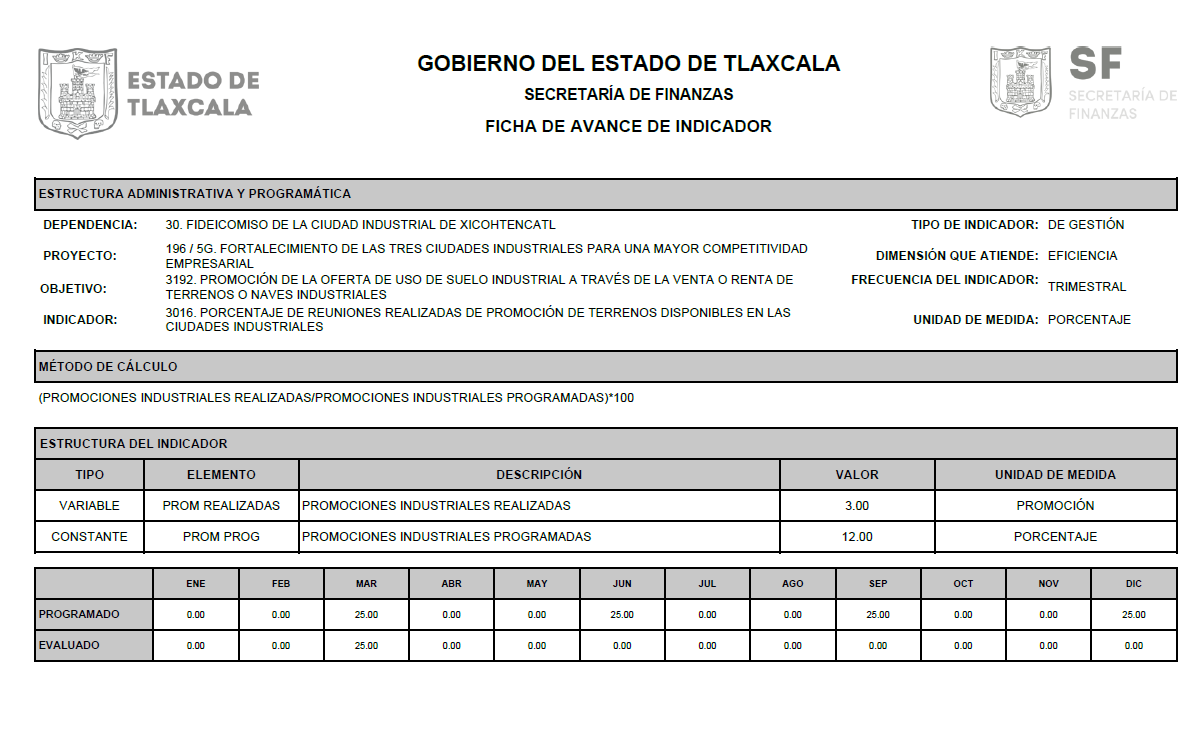 ESTADO DE
TLAXCALA
GOBIERNO DEL ESTADO DE TLAXCALA
SECRETARÍA DE FINANZAS
FICHA DE AVANCE DE INDICADOR
SF
SECRETARÍA DE
FINANZAS
ESTRUCTURA ADMINISTRATIVA Y PROGRAMÁTICA
DEPENDENCIA: 30. FIDEICOMISO DE LA CIUDAD INDUSTRIAL DE XICOHTENCATL TIPO DE INDICADOR: DE GESTIÓN
PROYECTO: 196 / 5G. FORTALECIMIENTO DE LAS TRES CIUDADES INDUSTRIALES PARA UNA MAYOR COMPETITIVIDAD
EMPRESARIAL DIMENSIÓN QUE ATIENDE: EFICIENCIA
OBJETIVO: 3192. PROMOCIÓN DE LA OFERTA DE USO DE SUELO INDUSTRIAL A TRAVÉS DE LA VENTA O RENTA DE
TERRENOS O NAVES INDUSTRIALES FRECUENCIA DEL INDICADOR: TRIMESTRAL
INDICADOR: 3016. PORCENTAJE DE REUNIONES REALIZADAS DE PROMOCIÓN DE TERRENOS DISPONIBLES EN LAS
CIUDADES INDUSTRIALES UNIDAD DE MEDIDA: PORCENTAJE
MÉTODO DE CÁLCULO
(PROMOCIONES INDUSTRIALES REALIZADAS/PROMOCIONES INDUSTRIALES PROGRAMADAS)*100
ESTRUCTURA DEL INDICADOR
TIPO ELEMENTO DESCRIPCIÓN VALOR UNIDAD DE MEDIDA
VARIABLE PROM REALIZADAS PROMOCIONES INDUSTRIALES REALIZADAS 3.00 PROMOCIÓN
CONSTANTE PROM PROG PROMOCIONES INDUSTRIALES PROGRAMADAS 12.00 PORCENTAJE
ENE FEB MAR ABR MAY JUN JUL AGO SEP OCT NOV DIC
PROGRAMADO 0.00 0.00 25.00 0.00 0.00 25.00 0.00 0.00 25.00 0.00 0.00 25.00
EVALUADO 0.00 0.00 25.00 0.00 0.00 0.00 0.00 0.00 0.00 0.00 0.00 0.00